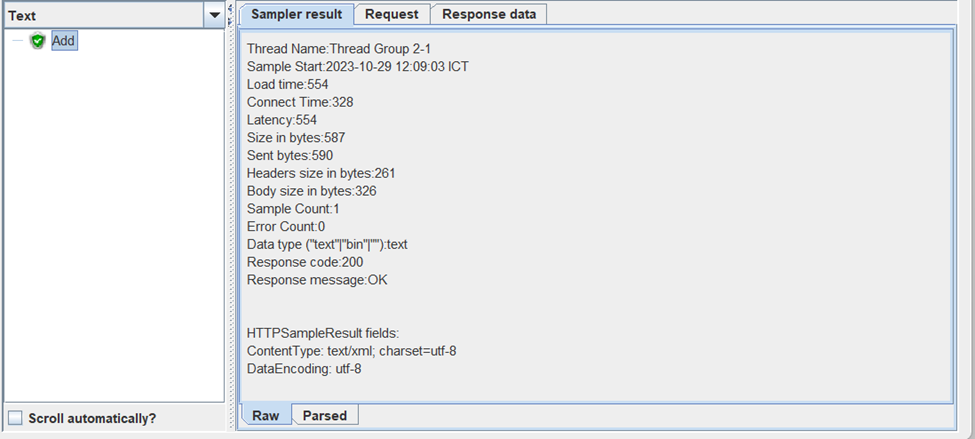 Text
Add
Scroll automatically?
Sampler result
Request
Response data
Thread Name:Thread Group 2-1
Sample Start:2023-10-29 12:09:03 ICT
Load time:554
Connect Time:328
Latency:554
Size in bytes:587
Sent bytes:590
Headers size in bytes:261
Body size in bytes:326
Sample Count:1
Error Count:0
Data type ("text"|"bin"|""):text
Response code:200
Response message:OK
HTTPSampleResult fields:
ContentType: text/xml; charset=utf-8
DataEncoding: utf-8
Raw
Parsed